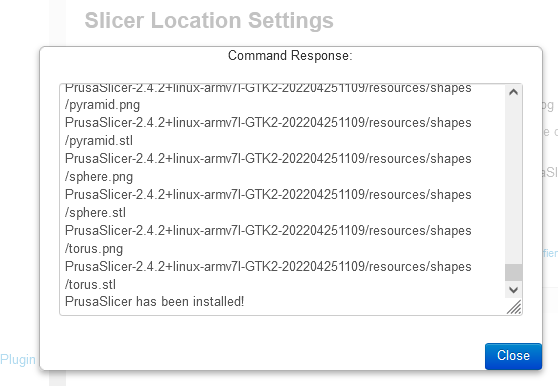 Slicer Location Settings
Command Response:
PrusaSlicer-2.4.2+linux-armv7l-GTK2-202204251109/resources/shapes
/pyramid.png
PrusaSlicer-2.4.2+linux-armv7l-GTK2-202204251109/resources/shapes
/pyramid.stl
PrusaSlicer-2.4.2+linux-armv7l-GTK2-202204251109/resources/shapes
/sphere.png
PrusaSlicer-2.4.2+linux-armv7l-GTK2-202204251109/resources/shapes
/sphere.stl
PrusaSlicer-2.4.2+linux-armv7l-GTK2-202204251109/resources/shapes
/torus.png
PrusaSlicer-2.4.2+linux-armv7l-GTK2-202204251109/resources/shapes
/torus.stl
PrusaSlicer has been installed!
Close
Plugin